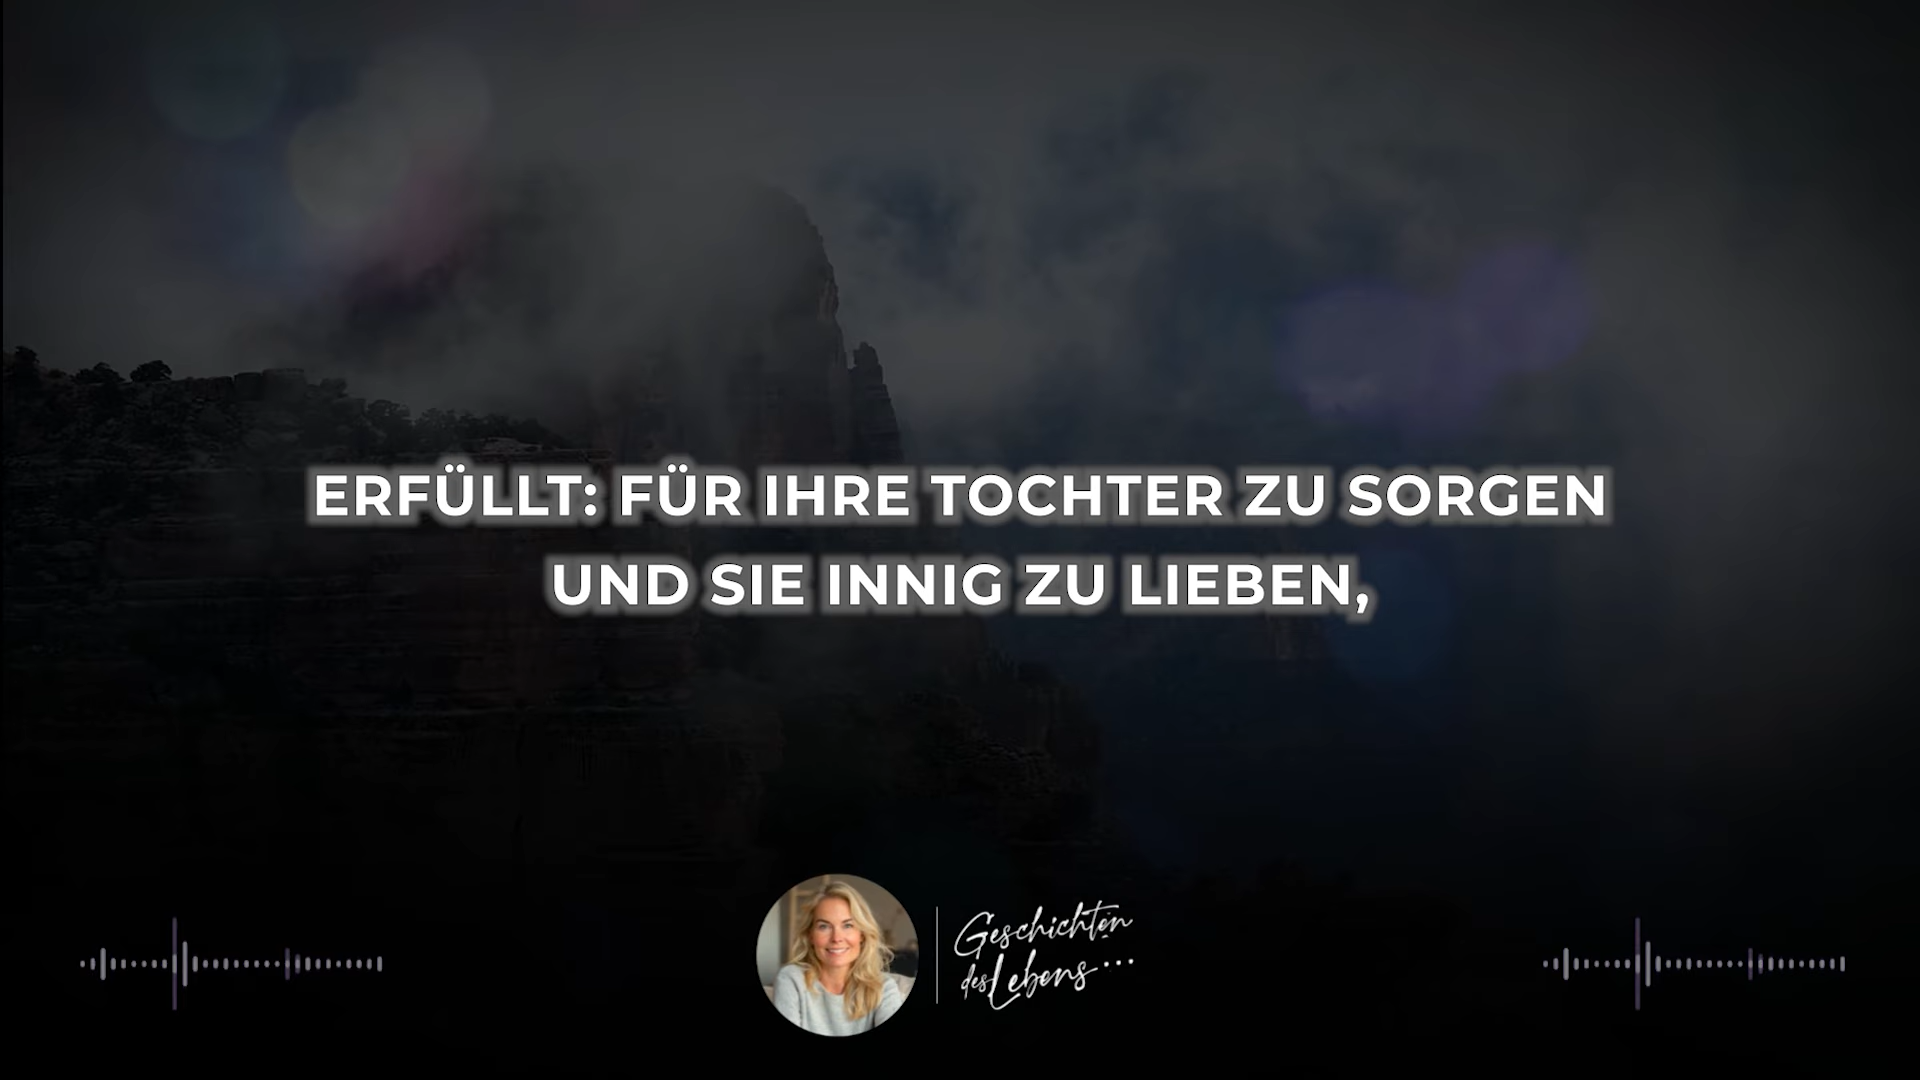 ERFÜLLT: FÜR IHRE TOCHTER ZU SORGEN
UND SIE INNIG ZU LIEBEN,
Geschichten
des Lebens...